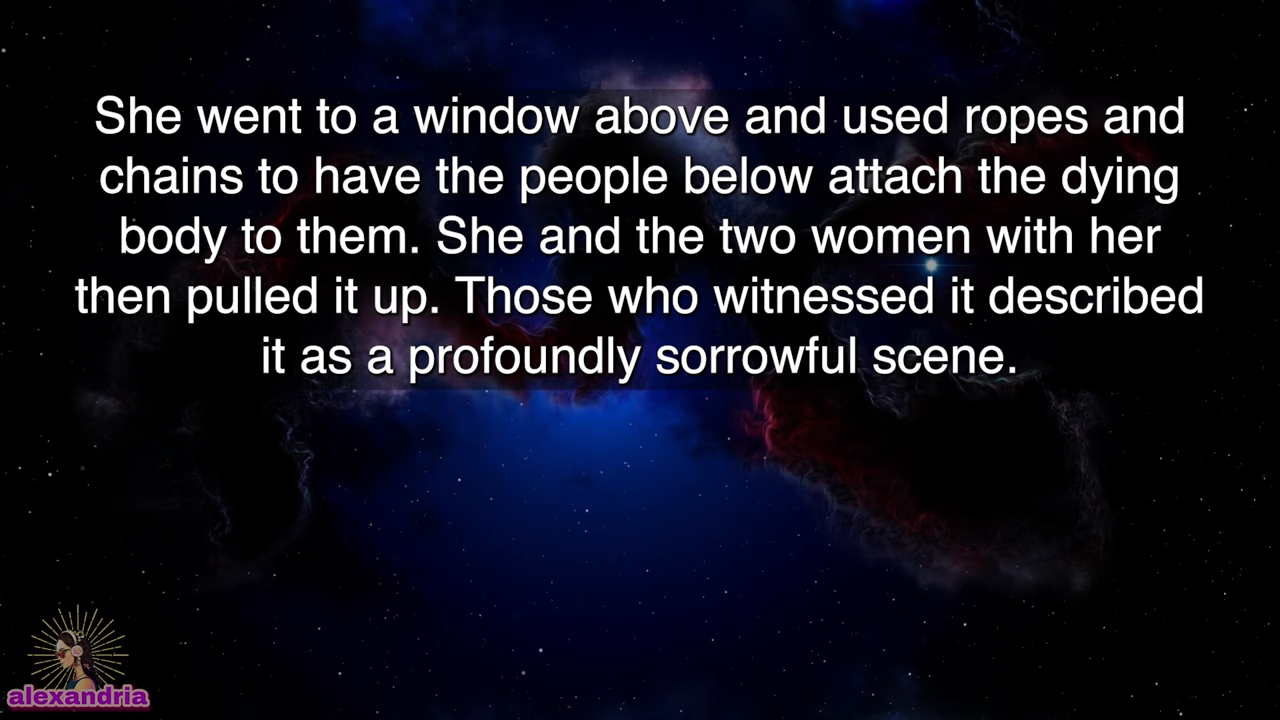 She went to a window above and used ropes and
chains to have the people below attach the dying
body to them. She and the two women with her
then pulled it up. Those who witnessed it described
it as a profoundly sorrowful scene.
alexandria